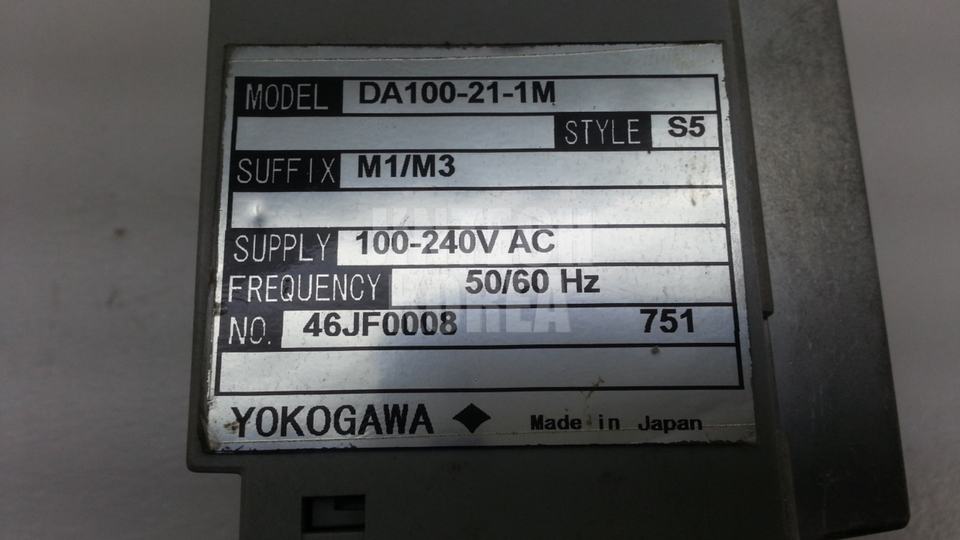 MODEL DA100-21-1M
STYLE S5
SUFFIX M1/M3
SUPPLY 100-240V AC
FREQUENCY 50/60 Hz
NO. 46JF0008 751
YOKOGAWA Made in Japan
KOREA